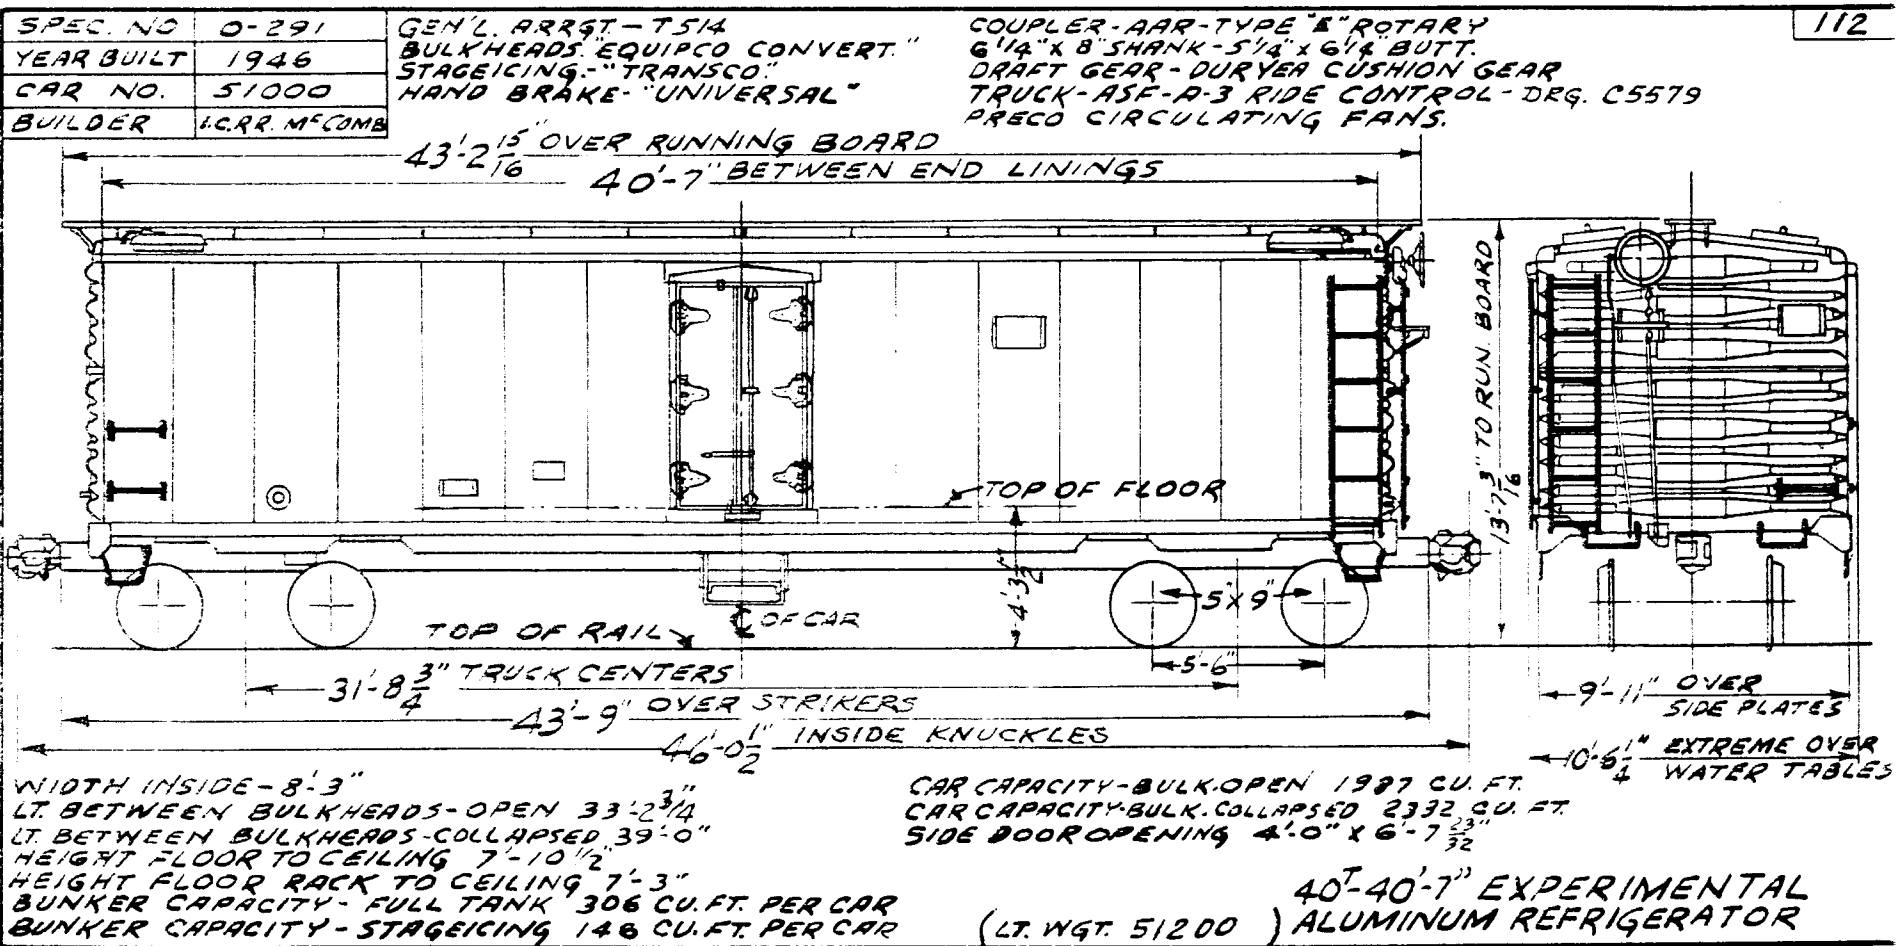 SPEC. NO O-291
YEAR BUILT 1946
CAR NO. 51000
BUILDER I.C.R.R. McCOMB
GEN'L. ARRGT. - T514
BULKHEADS. "EQUIPCO CONVERT."
STAGEICING. - "TRANSCO."
HAND BRAKE - "UNIVERSAL"
COUPLER - AAR - TYPE "E" ROTARY
6 1/4" X 8" SHANK - 5 1/4" X 6 1/4" BUTT.
DRAFT GEAR - DURYEA CUSHION GEAR
TRUCK - ASF - A-3 RIDE CONTROL - DRG. C5579
PRECO CIRCULATING FANS.
112
43'-2 15/16" OVER RUNNING BOARD
40'-7" BETWEEN END LININGS
13'-7 3/16" TO RUN. BOARD
TOP OF FLOOR
4'-3 1/2"
5 X 9"
℄ OF CAR
TOP OF RAIL
5'-6"
31'-8 3/4" TRUCK CENTERS
43'-9" OVER STRIKERS
46'-0 1/2" INSIDE KNUCKLES
9'-11" OVER
SIDE PLATES
10'-6 1/4" EXTREME OVER
WATER TABLES
WIDTH INSIDE - 8'-3"
LT. BETWEEN BULKHEADS - OPEN 33'-2 3/4"
LT. BETWEEN BULKHEADS - COLLAPSED 39'-0"
HEIGHT FLOOR TO CEILING 7'-10 1/2"
HEIGHT FLOOR RACK TO CEILING 7'-3"
BUNKER CAPACITY - FULL TANK 306 CU. FT. PER CAR
BUNKER CAPACITY - STAGEICING 148 CU. FT. PER CAR
CAR CAPACITY - BULK. OPEN 1987 CU. FT.
CAR CAPACITY - BULK. COLLAPSED 2332 CU. FT.
SIDE DOOR OPENING 4'-0" X 6'-7 23/32"
(LT. WGT. 51200 )
40T-40'-7" EXPERIMENTAL
ALUMINUM REFRIGERATOR